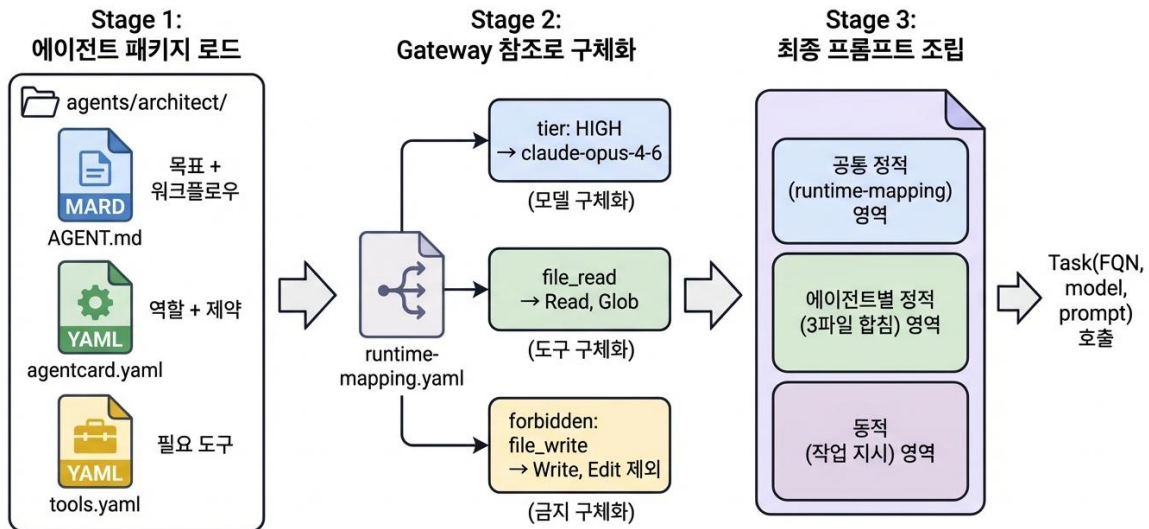 Stage 1:
에이전트 패키지 로드
agents/architect/
MARD
AGENT.md
목표 +
워크플로우
YAML
agentcard.yaml
역할 + 제약
YAML
tools.yaml
필요 도구
Stage 2:
Gateway 참조로 구체화
runtime-
mapping.yaml
tier: HIGH
→ claude-opus-4-6
(모델 구체화)
file_read
→ Read, Glob
(도구 구체화)
forbidden:
file_write
→ Write, Edit 제외
(금지 구체화)
Stage 3:
최종 프롬프트 조립
공통 정적
(runtime-mapping)
영역
에이전트별 정적
(3파일 합침) 영역
동적
(작업 지시) 영역
Task(FQN,
model,
prompt)
호출